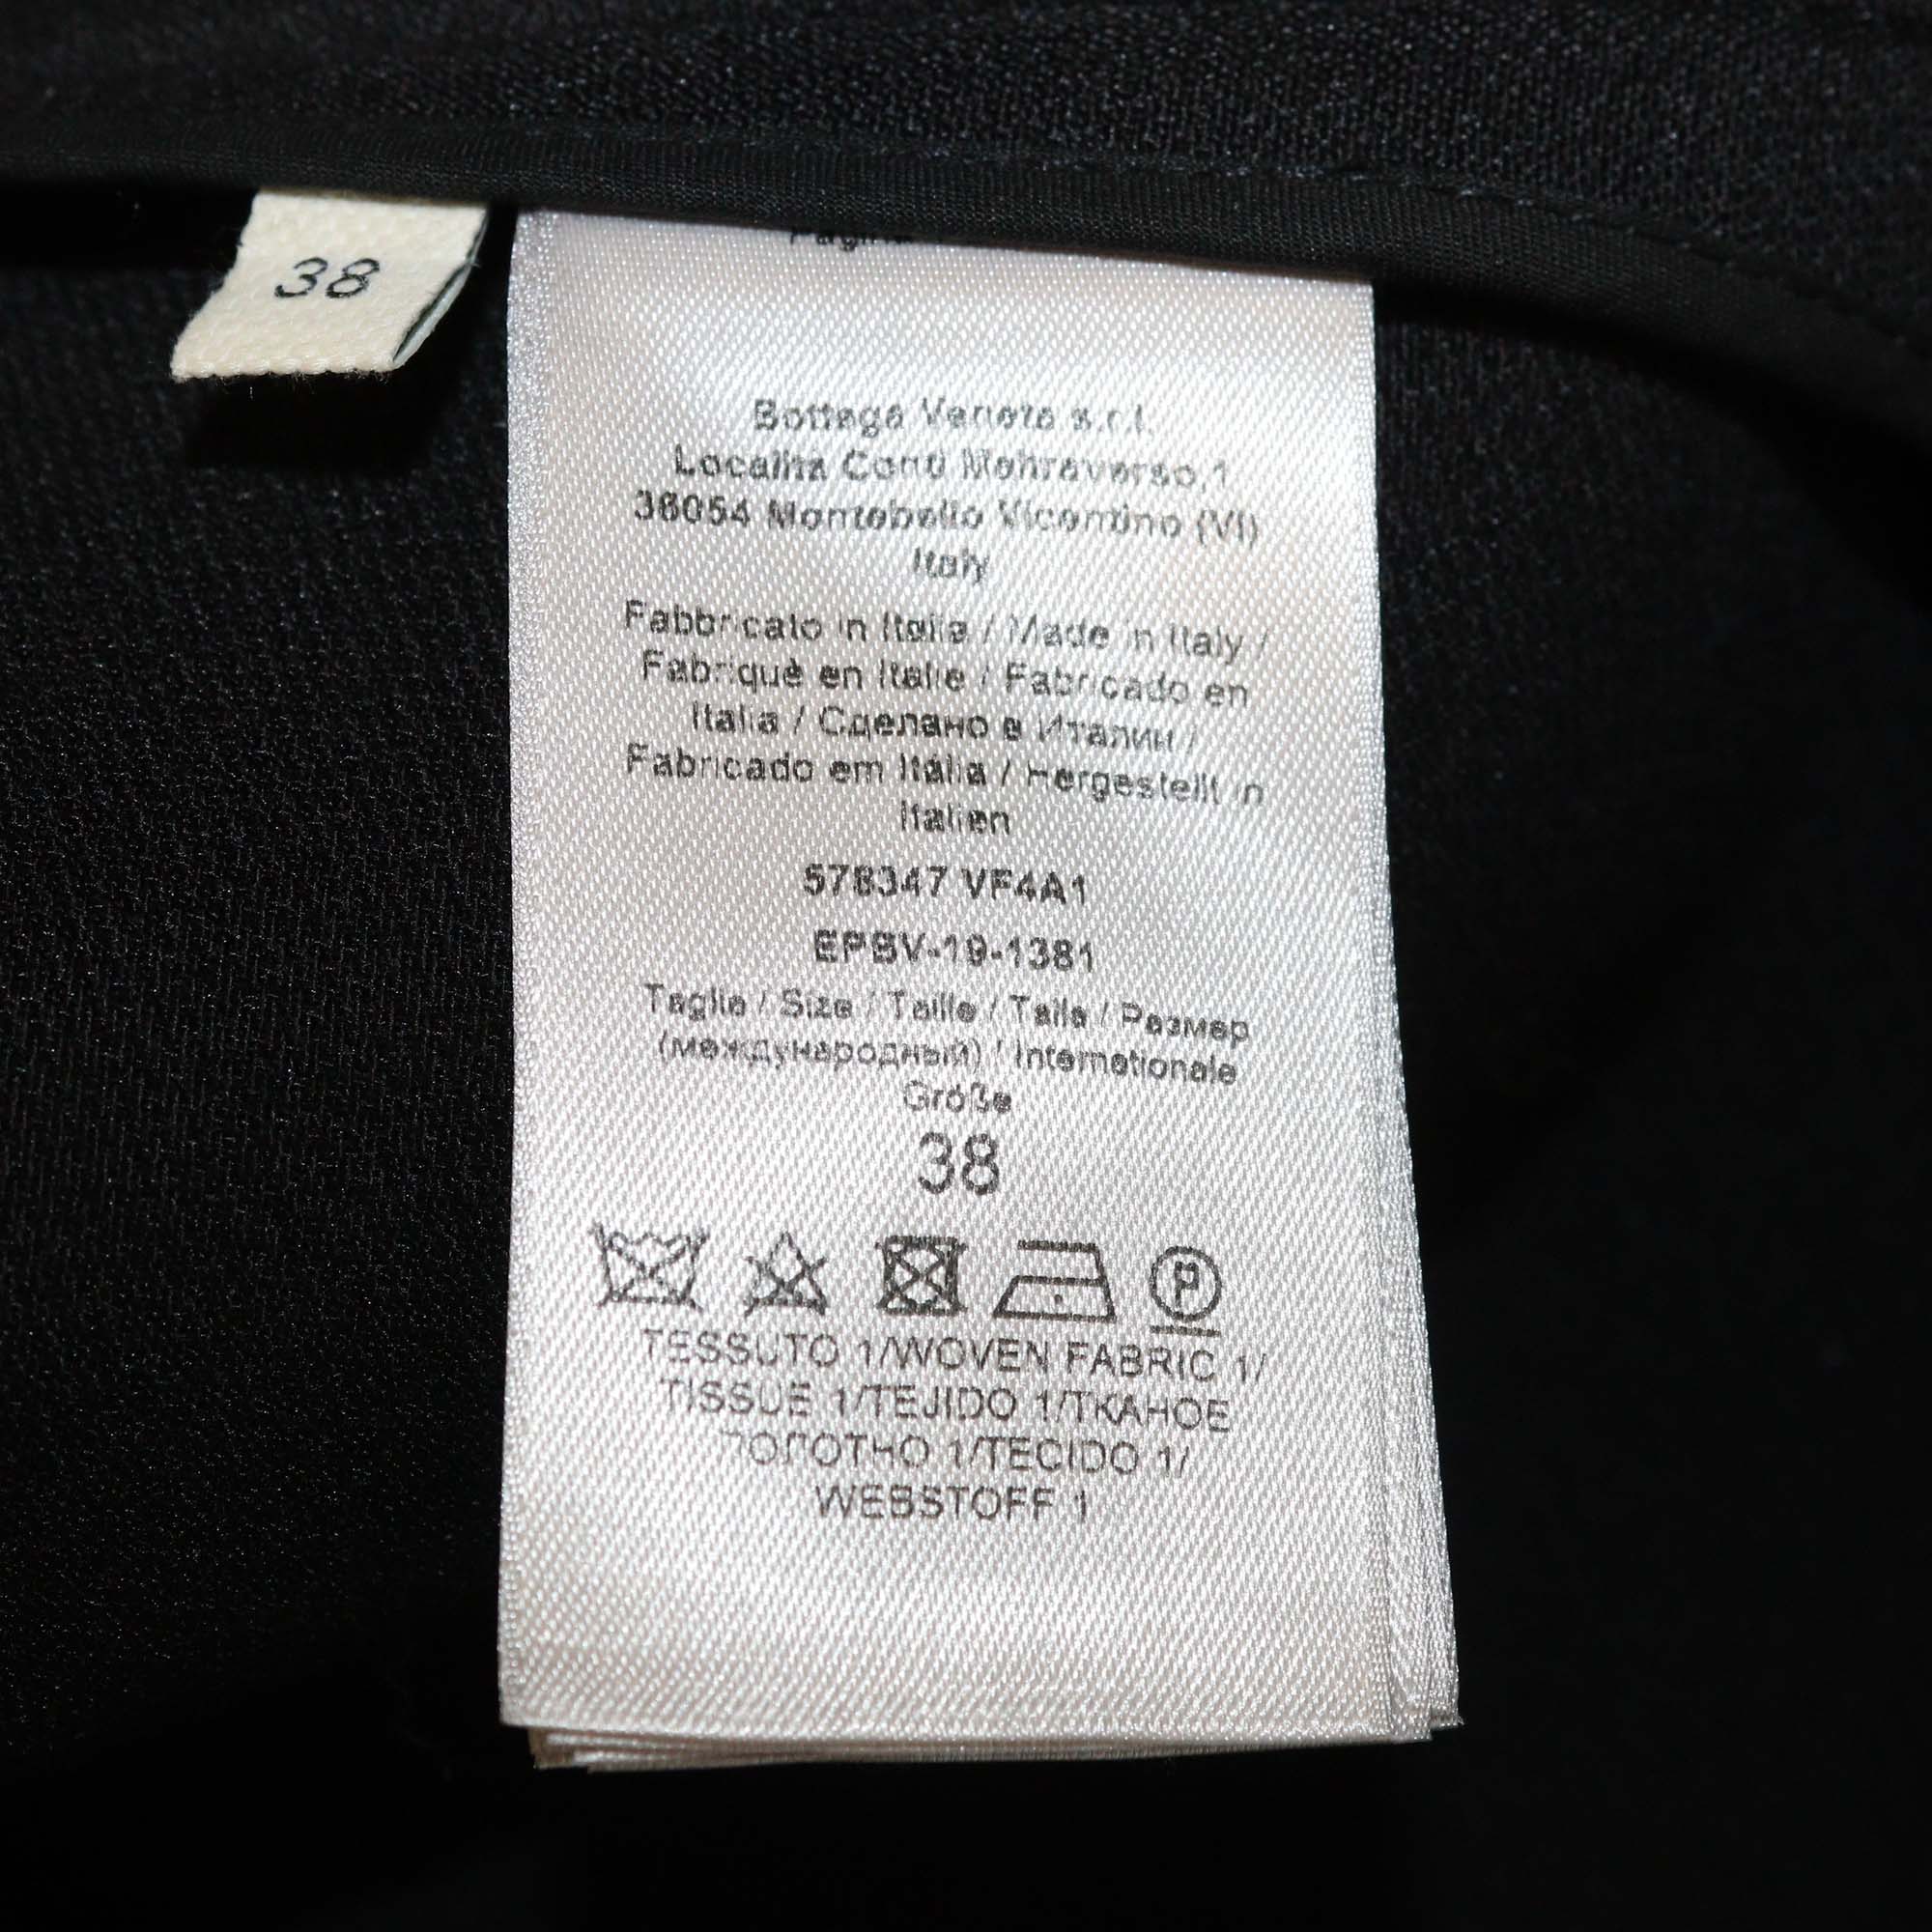 38
Bottega Veneta s.r.l.
Località Contrà Mehraverso,1
36054 Montebello Vicentino (VI)
Italy
Fabbricato in Italia / Made in Italy /
Fabriqué en Italie / Fabricado en
Italia / Сделано в Италии /
Fabricado em Itália / Hergestellt in
Italien
578347 VF4A1
EPBV-19-1381
Taglia / Size / Taille / Talla / Размер
(международный) / Internationale
Größe
38
P
TESSUTO 1/WOVEN FABRIC 1/
TISSUE 1/TEJIDO 1/ТКАНОЕ
ПОЛОТНО 1/TECIDO 1/
WEBSTOFF 1